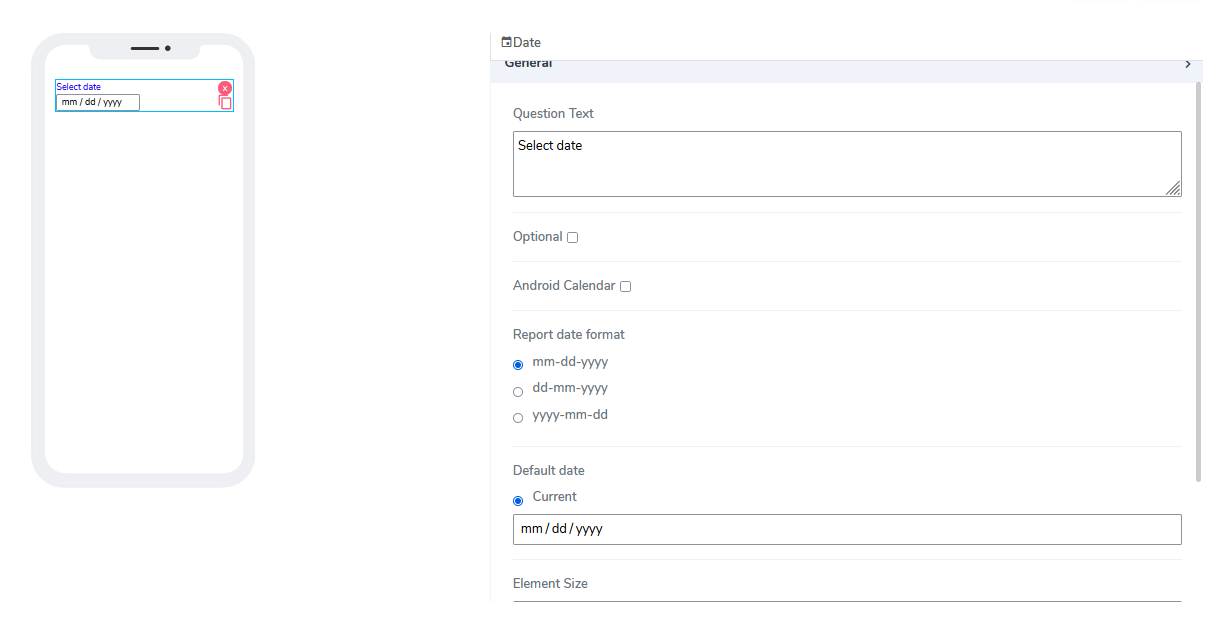 Select date
mm / dd / yyyy
Date
General
Question Text
Select date
Optional
Android Calendar
Report date format
mm-dd-yyyy
dd-mm-yyyy
yyyy-mm-dd
Default date
Current
mm / dd / yyyy
Element Size